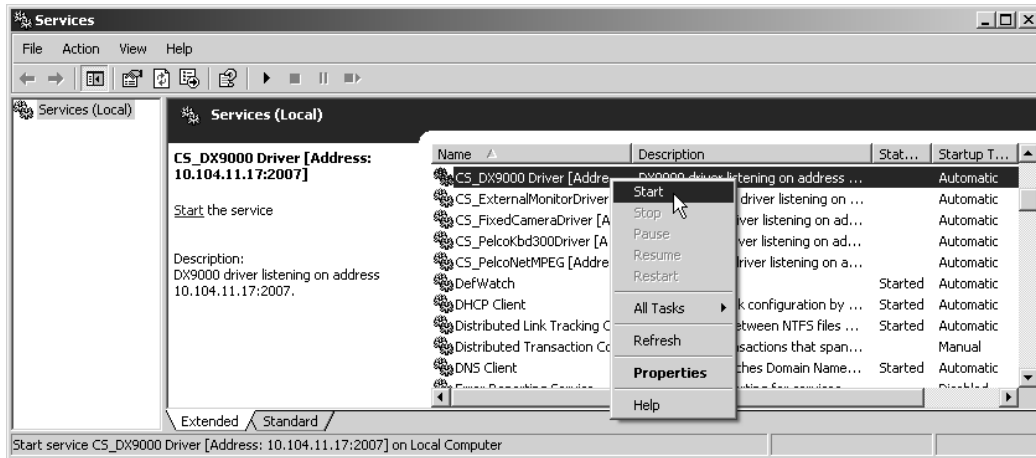 Services
File Action View Help
Services (Local)
Services (Local)
CS_DX9000 Driver [Address: 10.104.11.17:2007]
Start the service
Description:
DX9000 driver listening on address
10.104.11.17:2007.
Name Description Stat... Startup T...
CS_DX9000 Driver [Addre DX9000 driver listening on address ... Automatic
CS_ExternalMonitorDriver driver listening on ... Automatic
CS_FixedCameraDriver [A iver listening on ad... Automatic
CS_PelcoKbd300Driver [A ver listening on ad... Automatic
CS_PelcoNetMPEG [Addre driver listening on a... Automatic
DefWatch Started Automatic
DHCP Client k configuration by ... Started Automatic
Distributed Link Tracking C etween NTFS files ... Started Automatic
Distributed Transaction Co sactions that span... Manual
DNS Client ches Domain Name... Started Automatic
Start
Stop
Pause
Resume
Restart
All Tasks
Refresh
Properties
Help
Extended Standard
Start service CS_DX9000 Driver [Address: 10.104.11.17:2007] on Local Computer